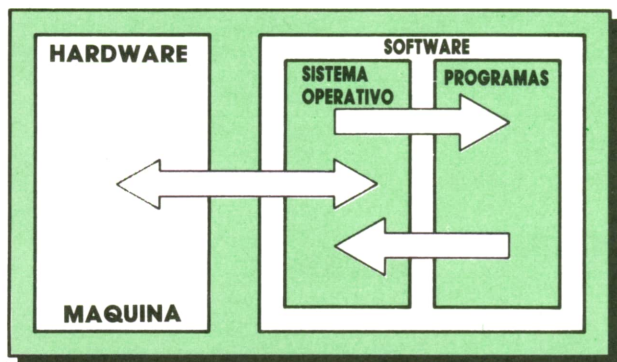 HARDWARE
MAQUINA
SOFTWARE
SISTEMA
OPERATIVO
PROGRAMAS